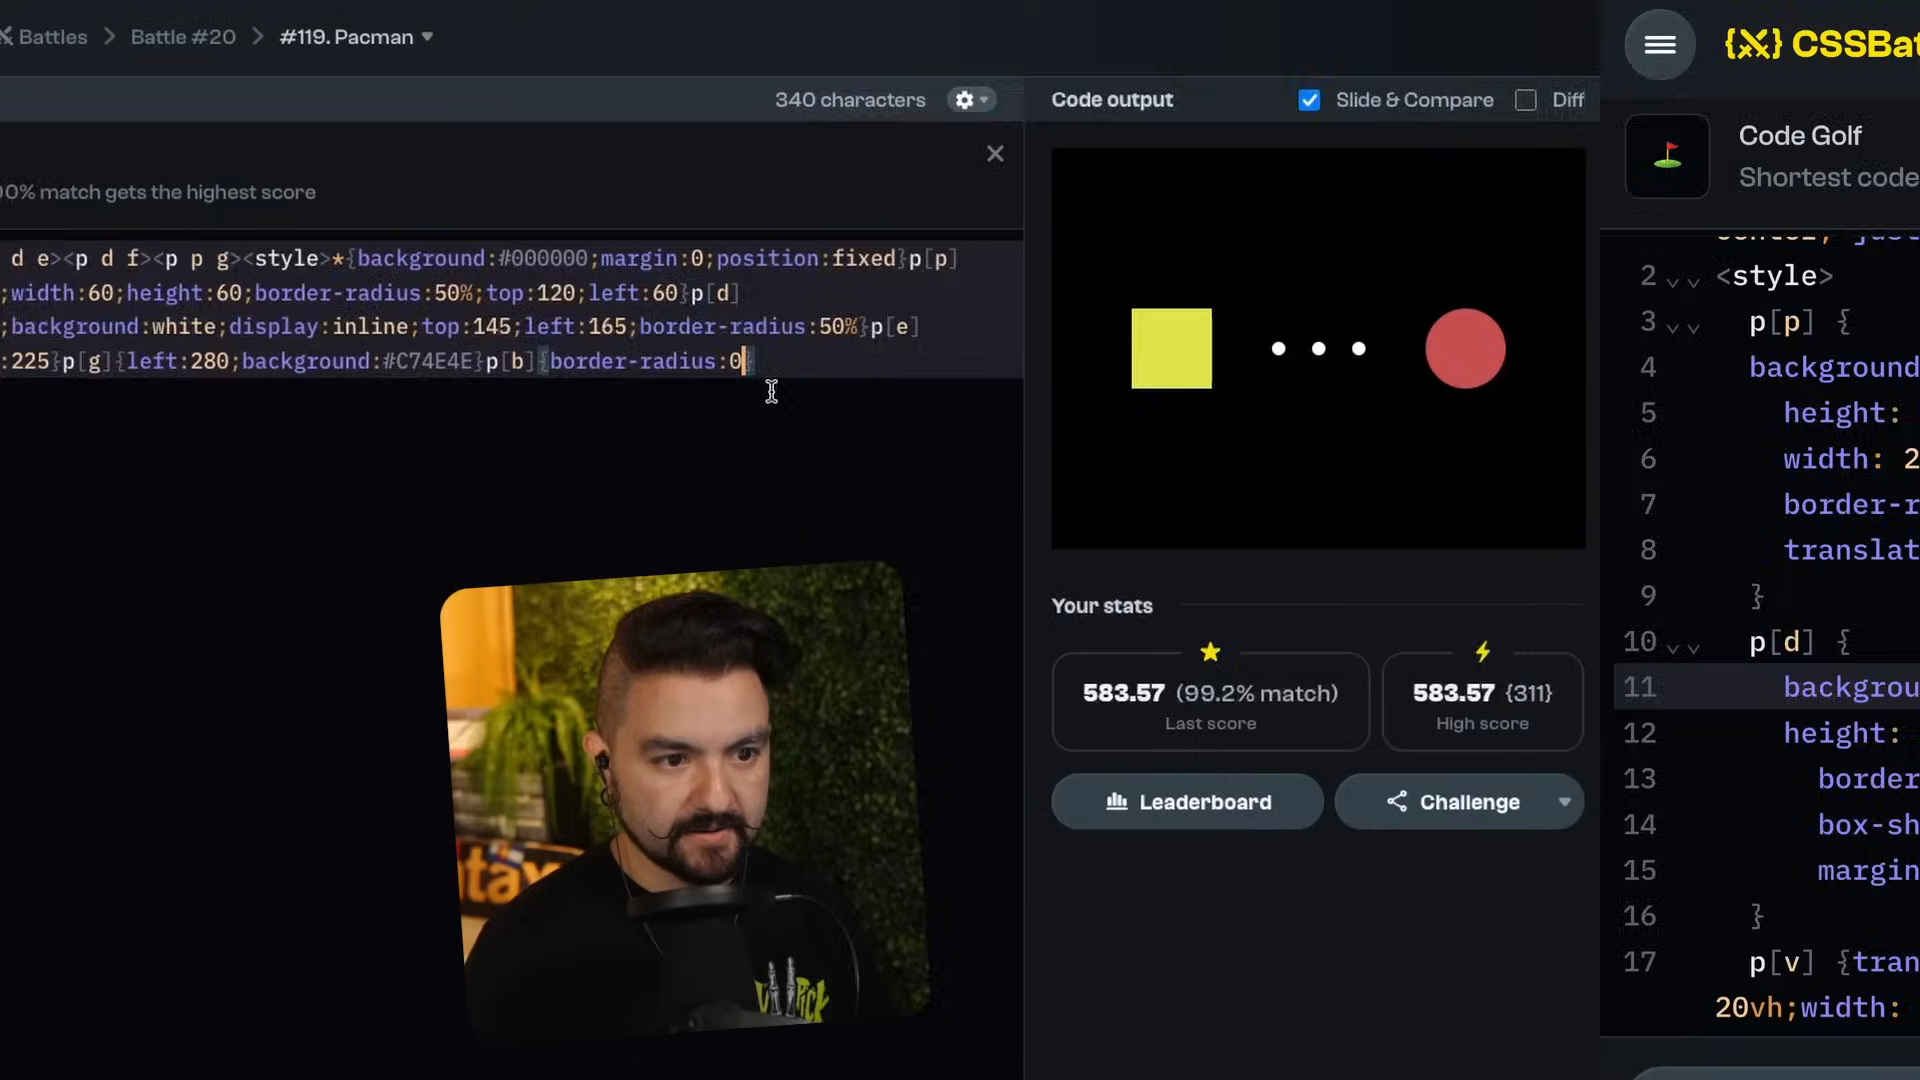 Battles > Battle #20 > #119. Pacman
340 characters
00% match gets the highest score
d e><p d f><p p g><style>*{background:#000000;margin:0;position:fixed}p[p]
;width:60;height:60;border-radius:50%;top:120;left:60}p[d]
;background:white;display:inline;top:145;left:165;border-radius:50%}p[e]
:225}p[g]{left:280;background:#C74E4E}p[b]{border-radius:0}
Code output
Slide & Compare
Diff
Your stats
583.57 (99.2% match)
Last score
583.57 {311}
High score
Leaderboard
Challenge
{X} CSSBat
Code Golf
Shortest code
2 <style>
3 p[p] {
4 background
5 height:
6 width: 2
7 border-r
8 translat
9 }
10 p[d] {
11 backgrou
12 height:
13 border
14 box-sh
15 margin
16 }
17 p[v] {tran
20vh;width: